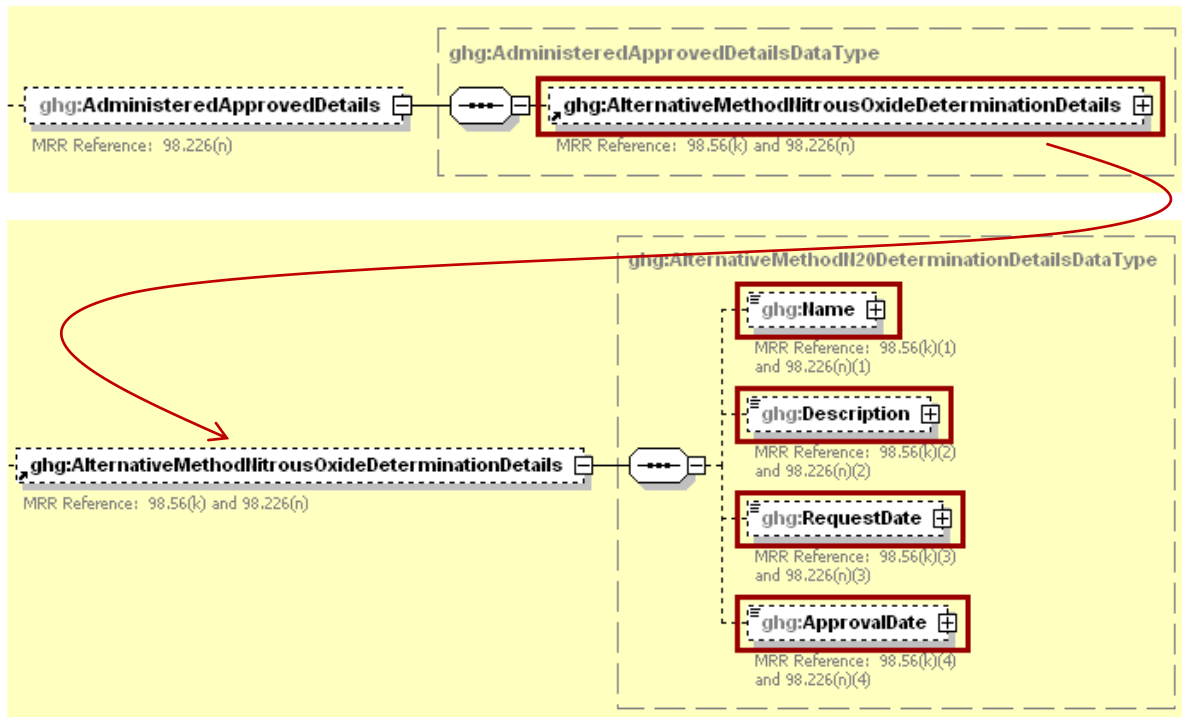 ghg:AdministeredApprovedDetailsDataType
ghg:AdministeredApprovedDetails
ghg:AlternativeMethodNitrousOxideDeterminationDetails
MRR Reference: 98.226(n)
MRR Reference: 98.56(k) and 98.226(n)
ghg:AlternativeMethodN20DeterminationDetailsDataType
ghg:Name
MRR Reference: 98.56(k)(1)
and 98.226(n)(1)
ghg:Description
MRR Reference: 98.56(k)(2)
and 98.226(n)(2)
ghg:AlternativeMethodNitrousOxideDeterminationDetails
MRR Reference: 98.56(k) and 98.226(n)
ghg:RequestDate
MRR Reference: 98.56(k)(3)
and 98.226(n)(3)
ghg:ApprovalDate
MRR Reference: 98.56(k)(4)
and 98.226(n)(4)